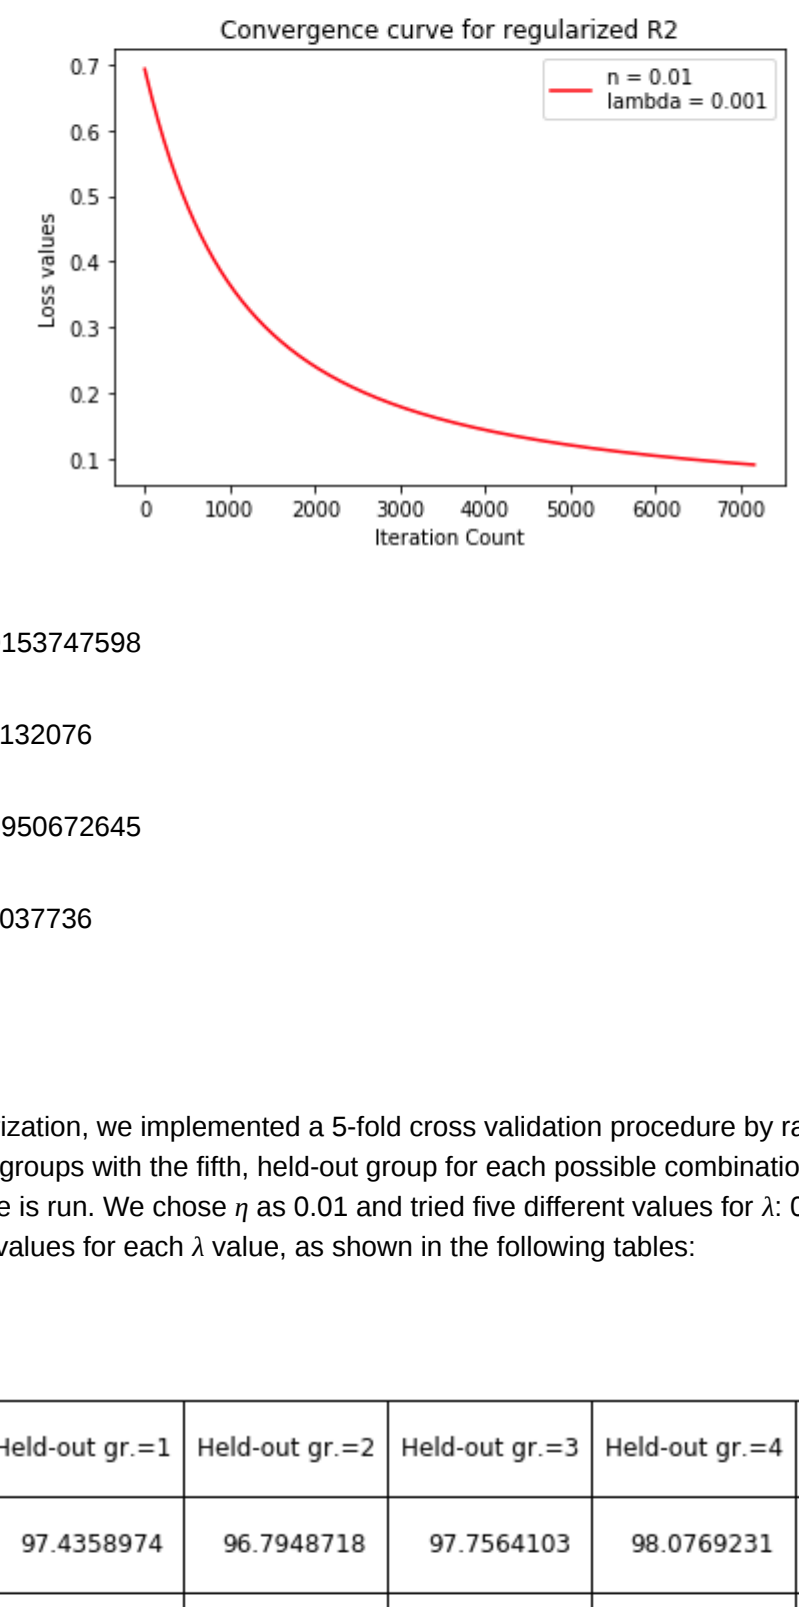 Convergence curve for regularized R2
0.7
0.6
0.5
0.4
0.3
0.2
0.1
Loss values
n = 0.01
lambda = 0.001
0 1000 2000 3000 4000 5000 6000 7000
Iteration Count
153747598
132076
950672645
037736
ization, we implemented a 5-fold cross validation procedure by ra
groups with the fifth, held-out group for each possible combinatio
e is run. We chose η as 0.01 and tried five different values for λ: 0
values for each λ value, as shown in the following tables:
Held-out gr.=1 Held-out gr.=2 Held-out gr.=3 Held-out gr.=4
97.4358974 96.7948718 97.7564103 98.0769231